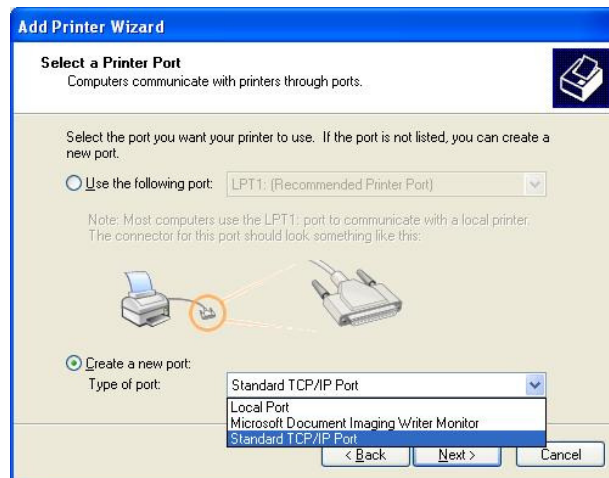 Add Printer Wizard
Select a Printer Port
Computers communicate with printers through ports.
Select the port you want your printer to use. If the port is not listed, you can create a
new port.
Use the following port: LPT1: (Recommended Printer Port)
Note: Most computers use the LPT1: port to communicate with a local printer.
The connector for this port should look something like this:
Create a new port:
Type of port: Standard TCP/IP Port
Local Port
Microsoft Document Imaging Writer Monitor
Standard TCP/IP Port
< Back Next > Cancel